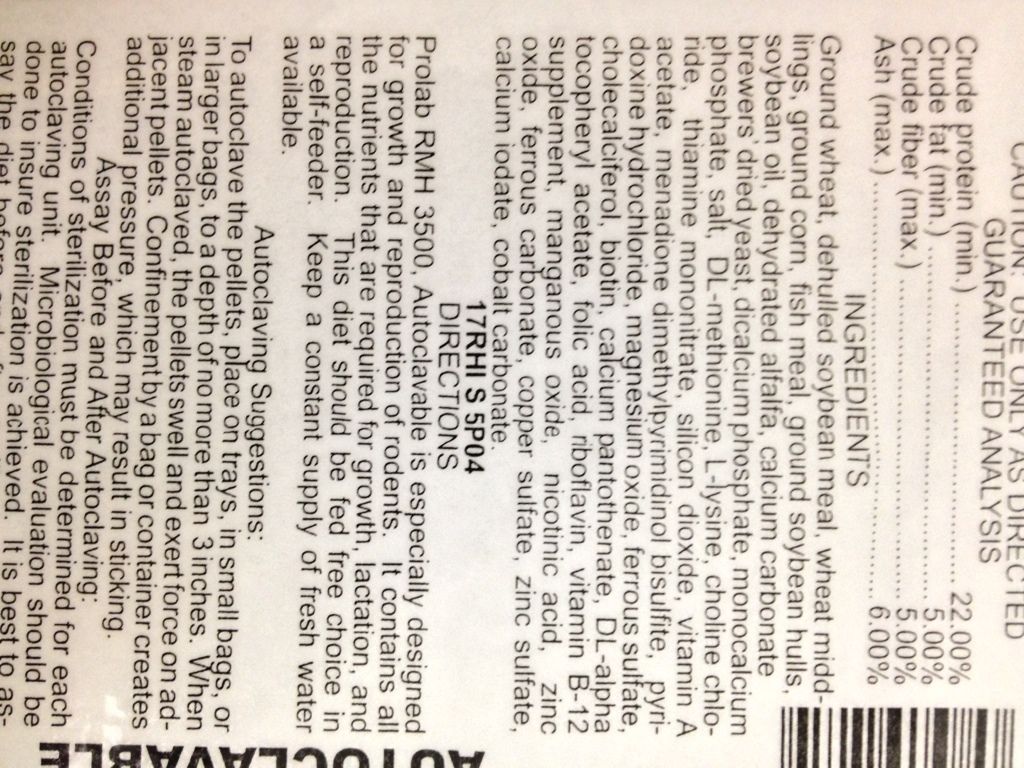 CAUTION: USE ONLY AS DIRECTED
GUARANTEED ANALYSIS
Crude protein (min.) ........................ 22.00%
Crude fat (min.) ........................ 5.00%
Crude fiber (max.) ........................ 5.00%
Ash (max.) ........................ 6.00%
INGREDIENTS
Ground wheat, dehulled soybean meal, wheat midd-
lings, ground corn, fish meal, ground soybean hulls,
soybean oil, dehydrated alfalfa, calcium carbonate
brewers' dried yeast, dicalcium phosphate, monocalcium
phosphate, salt, DL-methionine, L-lysine, choline chlo-
ride, thiamine mononitrate, silicon dioxide, vitamin A
acetate, menadione dimethylpyrimidinol bisulfite, pyri-
doxine hydrochloride, magnesium oxide, ferrous sulfate,
cholecalciferol, biotin, calcium pantothenate, DL-alpha
tocopheryl acetate, folic acid, riboflavin, vitamin B-12
supplement, manganous oxide, nicotinic acid, zinc
oxide, ferrous carbonate, copper sulfate, zinc sulfate,
calcium iodate, cobalt carbonate.
17RHI S 5P04
DIRECTIONS
Prolab RMH 3500, Autoclavable is especially designed
for growth and reproduction of rodents. It contains all
the nutrients that are required for growth, lactation, and
reproduction. This diet should be fed free choice in
a self-feeder. Keep a constant supply of fresh water
available.
Autoclaving Suggestions:
To autoclave the pellets, place on trays, in small bags, or
in larger bags, to a depth of no more than 3 inches. When
steam autoclaved, the pellets swell and exert force on ad-
jacent pellets. Confinement by a bag or container creates
additional pressure, which may result in sticking.
Assay Before and After Autoclaving:
Conditions of sterilization must be determined for each
autoclaving unit. Microbiological evaluation should be
done to insure sterilization is achieved. It is best to as-
say the diet before and
AUTOCLAVABLE